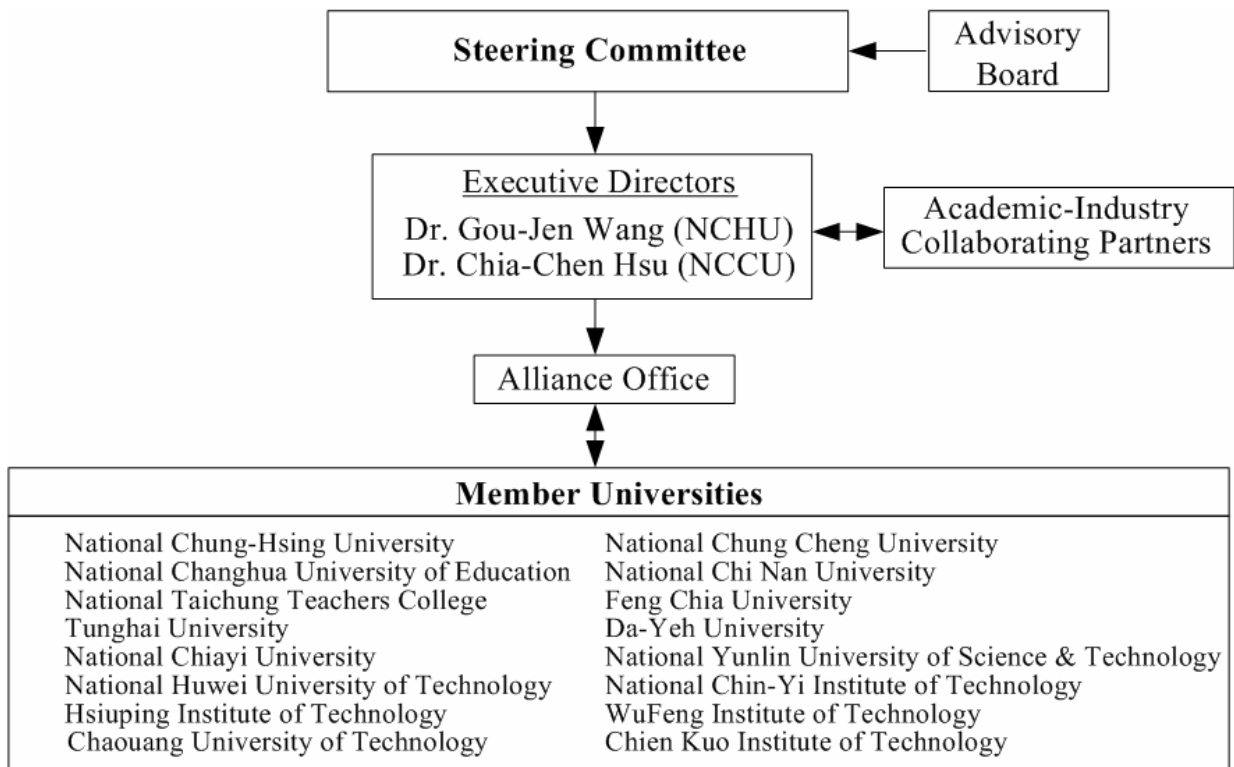 Steering Committee
Advisory
Board
Executive Directors
Dr. Gou-Jen Wang (NCHU)
Dr. Chia-Chen Hsu (NCCU)
Academic-Industry
Collaborating Partners
Alliance Office
Member Universities
National Chung-Hsing University
National Changhua University of Education
National Taichung Teachers College
Tunghai University
National Chiayi University
National Huwei University of Technology
Hsiuping Institute of Technology
Chaouang University of Technology
National Chung Cheng University
National Chi Nan University
Feng Chia University
Da-Yeh University
National Yunlin University of Science & Technology
National Chin-Yi Institute of Technology
WuFeng Institute of Technology
Chien Kuo Institute of Technology